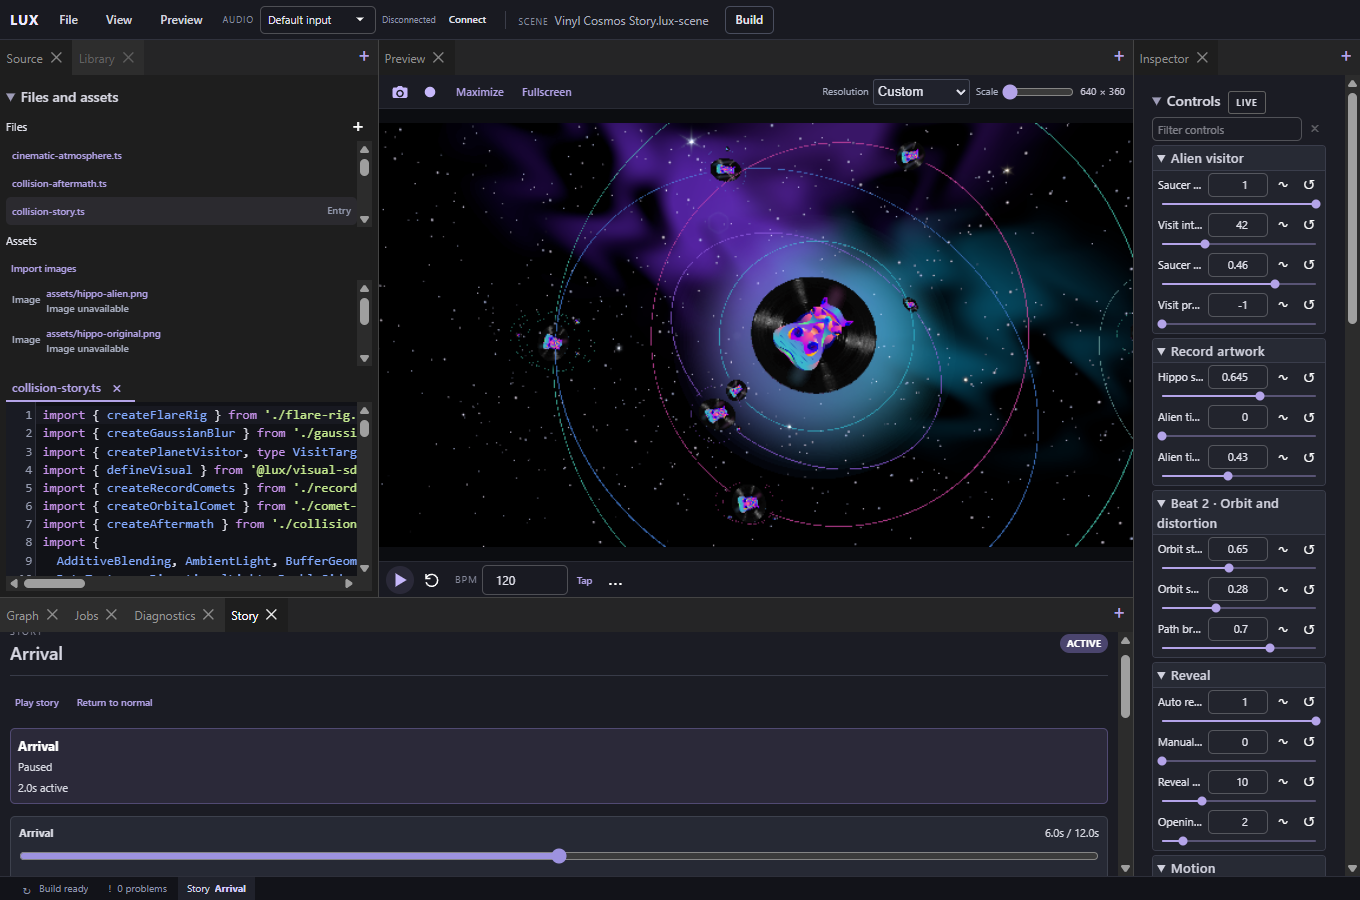 LUX File View Preview AUDIO Default input Disconnected Connect SCENE Vinyl Cosmos Story.lux-scene Build
Source Library
Files and assets
Files
cinematic-atmosphere.ts
collision-aftermath.ts
collision-story.ts Entry
Assets
Import images
Image assets/hippo-alien.png
Image unavailable
Image assets/hippo-original.png
Image unavailable
collision-story.ts
1 import { createFlareRig } from './flare-rig.
2 import { createGaussianBlur } from './gaussi
3 import { createPlanetVisitor, type VisitTarg
4 import { defineVisual } from '@lux/visual-sd
5 import { createRecordComets } from './record
6 import { createOrbitalComet } from './comet-
7 import { createAftermath } from './collision
8 import {
9 AdditiveBlending, AmbientLight, BufferGeom
Preview
Maximize Fullscreen Resolution Custom Scale 640 × 360
BPM 120 Tap ...
Inspector
Controls LIVE
Filter controls
Alien visitor
Saucer ... 1
Visit int... 42
Saucer ... 0.46
Visit pr... -1
Record artwork
Hippo s... 0.645
Alien ti... 0
Alien ti... 0.43
Beat 2 · Orbit and
distortion
Orbit st... 0.65
Orbit s... 0.28
Path br... 0.7
Reveal
Auto re... 1
Manual... 0
Reveal ... 10
Openin... 2
Motion
Graph Jobs Diagnostics Story
STORY
Arrival ACTIVE
Play story Return to normal
Arrival
Paused
2.0s active
Arrival 6.0s / 12.0s
Build ready ! 0 problems Story Arrival